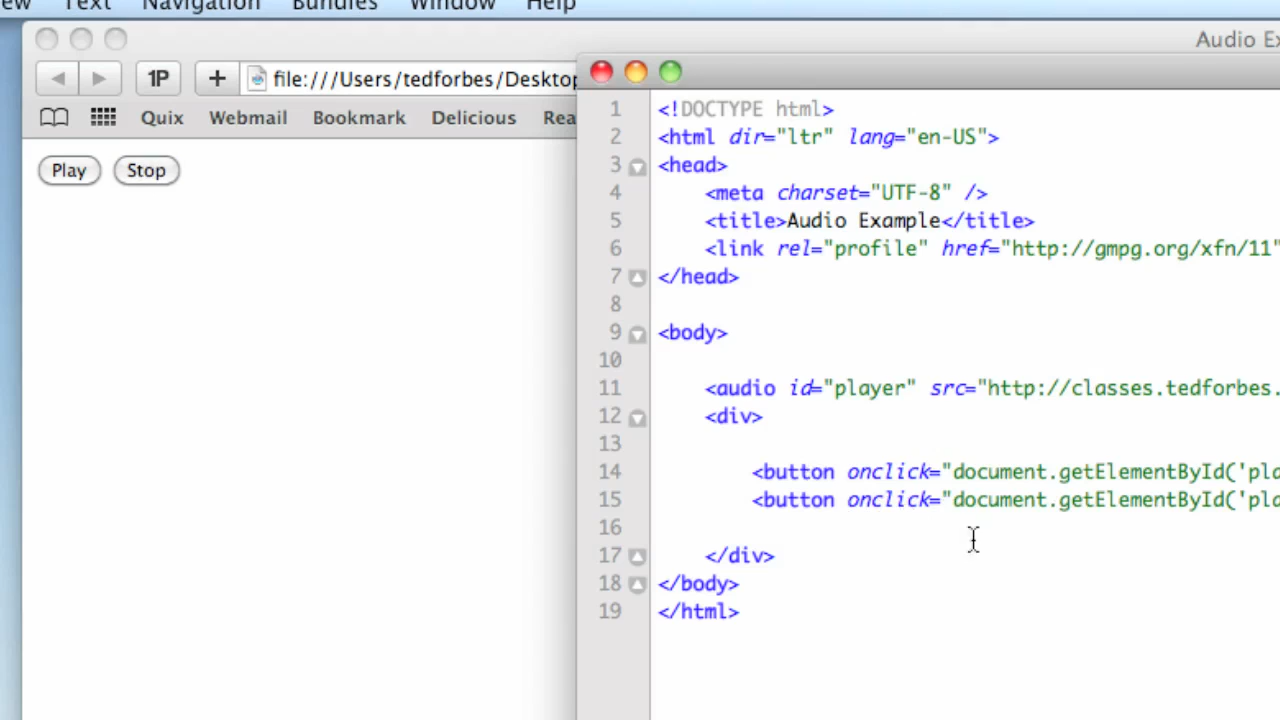 Text Navigation Bundles Window Help
Audio
1P + file:///Users/tedforbes/Desktop
Quix Webmail Bookmark Delicious
Play Stop
1 <!DOCTYPE html>
2 <html dir="ltr" lang="en-US">
3 <head>
4 <meta charset="UTF-8" />
5 <title>Audio Example</title>
6 <link rel="profile" href="http://gmpg.org/xfn/11"
7 </head>
8
9 <body>
10
11 <audio id="player" src="http://classes.tedforbes.
12 <div>
13
14 <button onclick="document.getElementById('pla
15 <button onclick="document.getElementById('pla
16
17 </div>
18 </body>
19 </html>